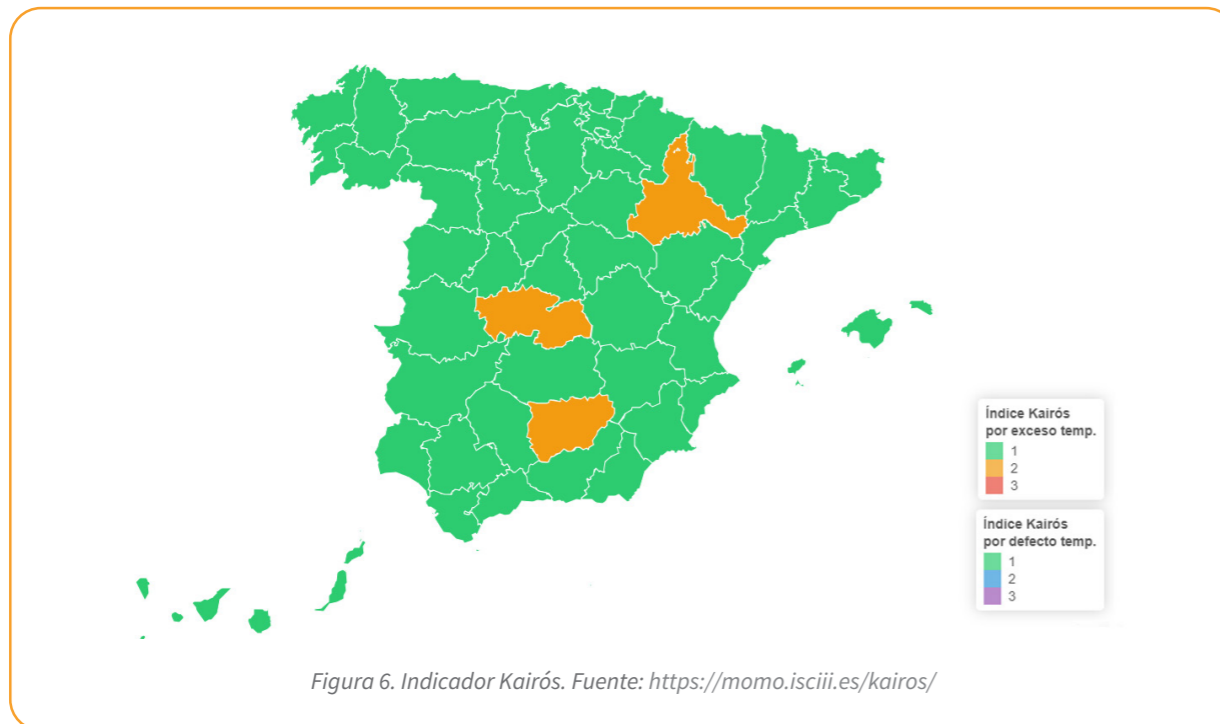 Índice Kairós
por exceso temp.
1
2
3
Índice Kairós
por defecto temp.
1
2
3
Figura 6. Indicador Kairós. Fuente: https://momo.isciii.es/kairos/